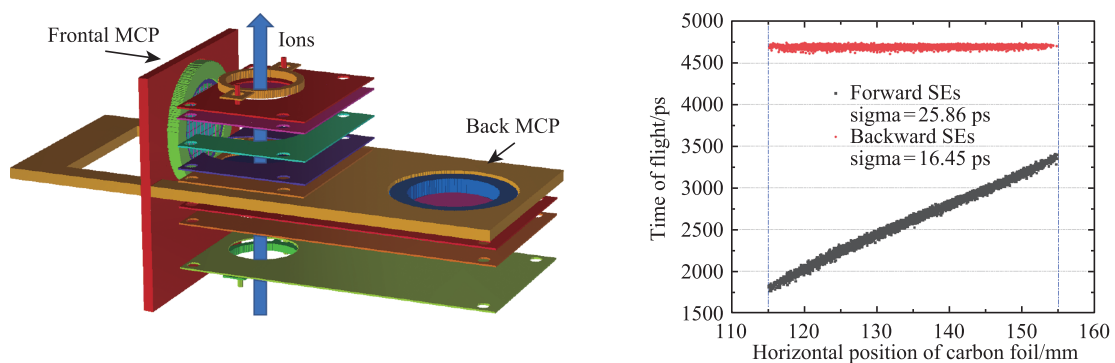 Frontal MCP
Ions
Back MCP
Time of flight/ps
5000
4500
4000
3500
3000
2500
2000
1500
Forward SEs
sigma=25.86 ps
Backward SEs
sigma=16.45 ps
110 120 130 140 150 160
Horizontal position of carbon foil/mm